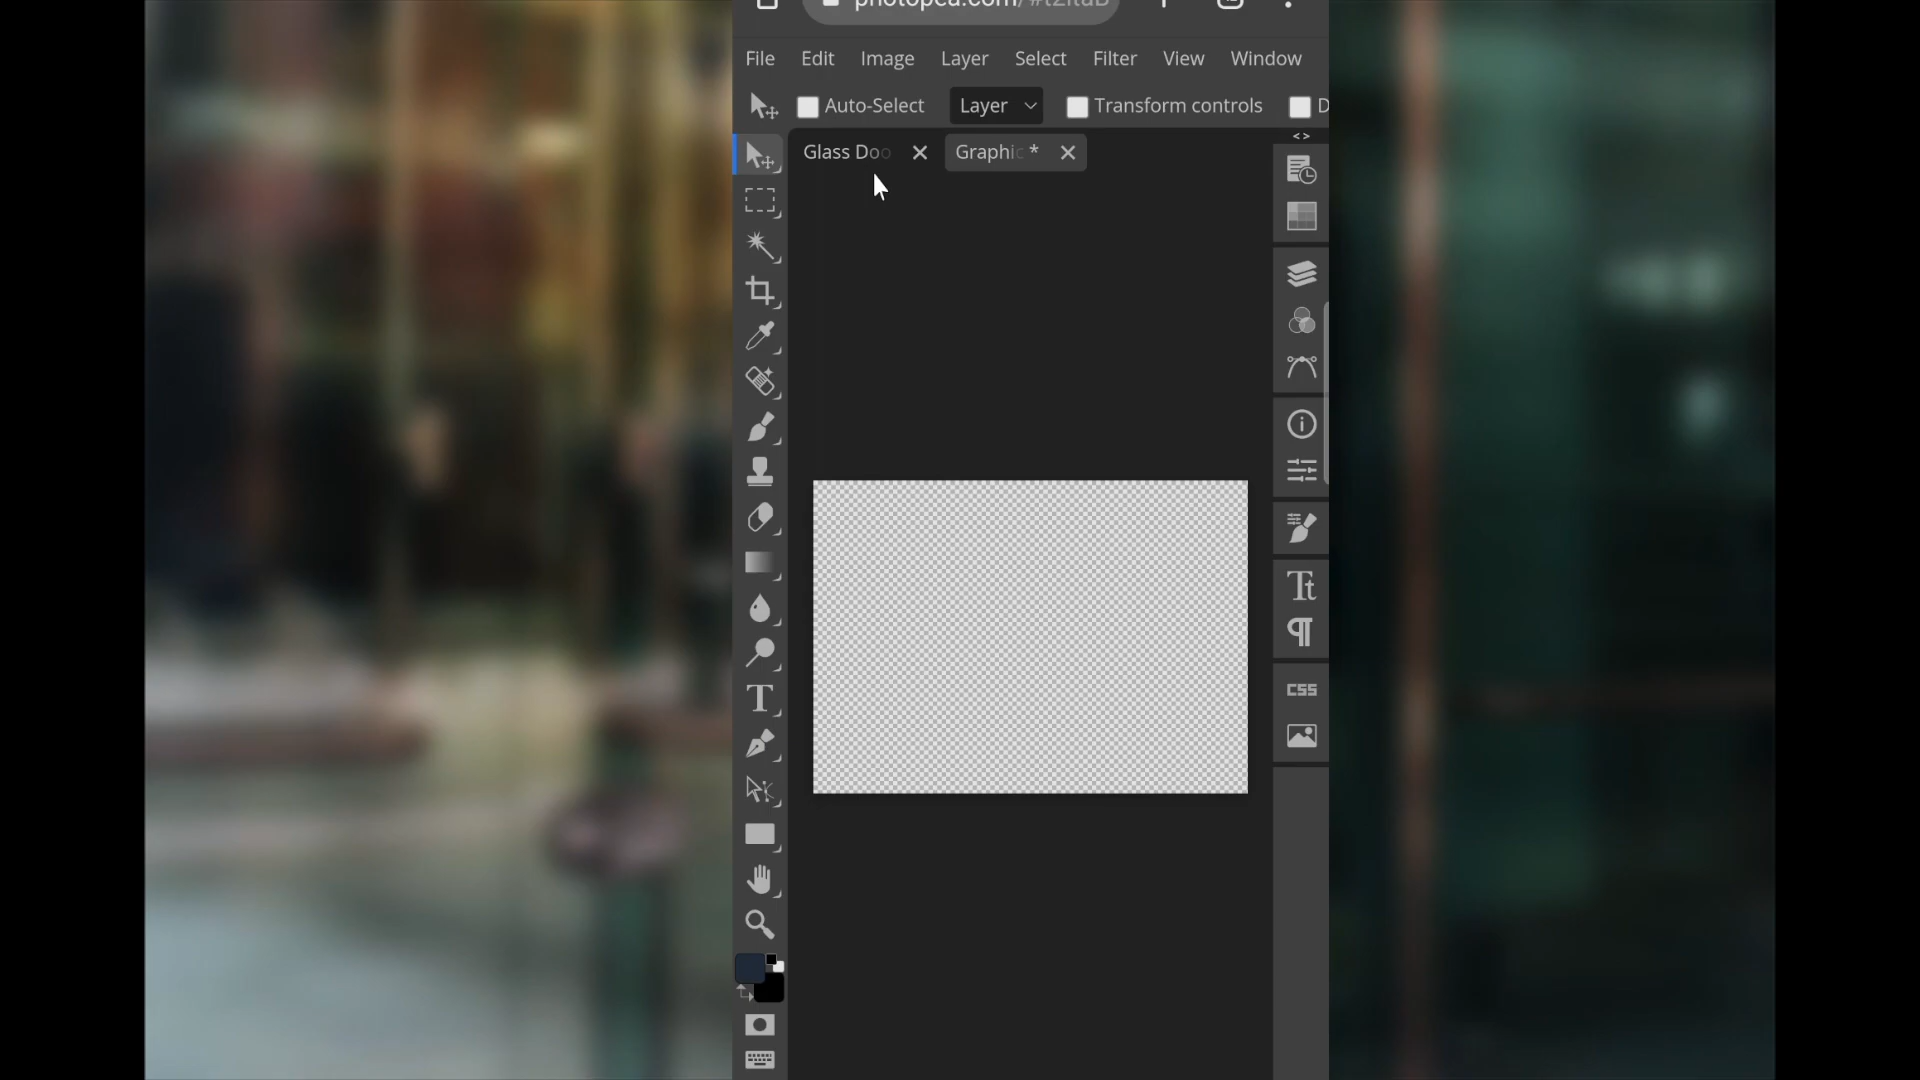 photopea.com/
File Edit Image Layer Select Filter View Window
Auto-Select Layer Transform controls D
Glass Doo Graphic *
Tt
css